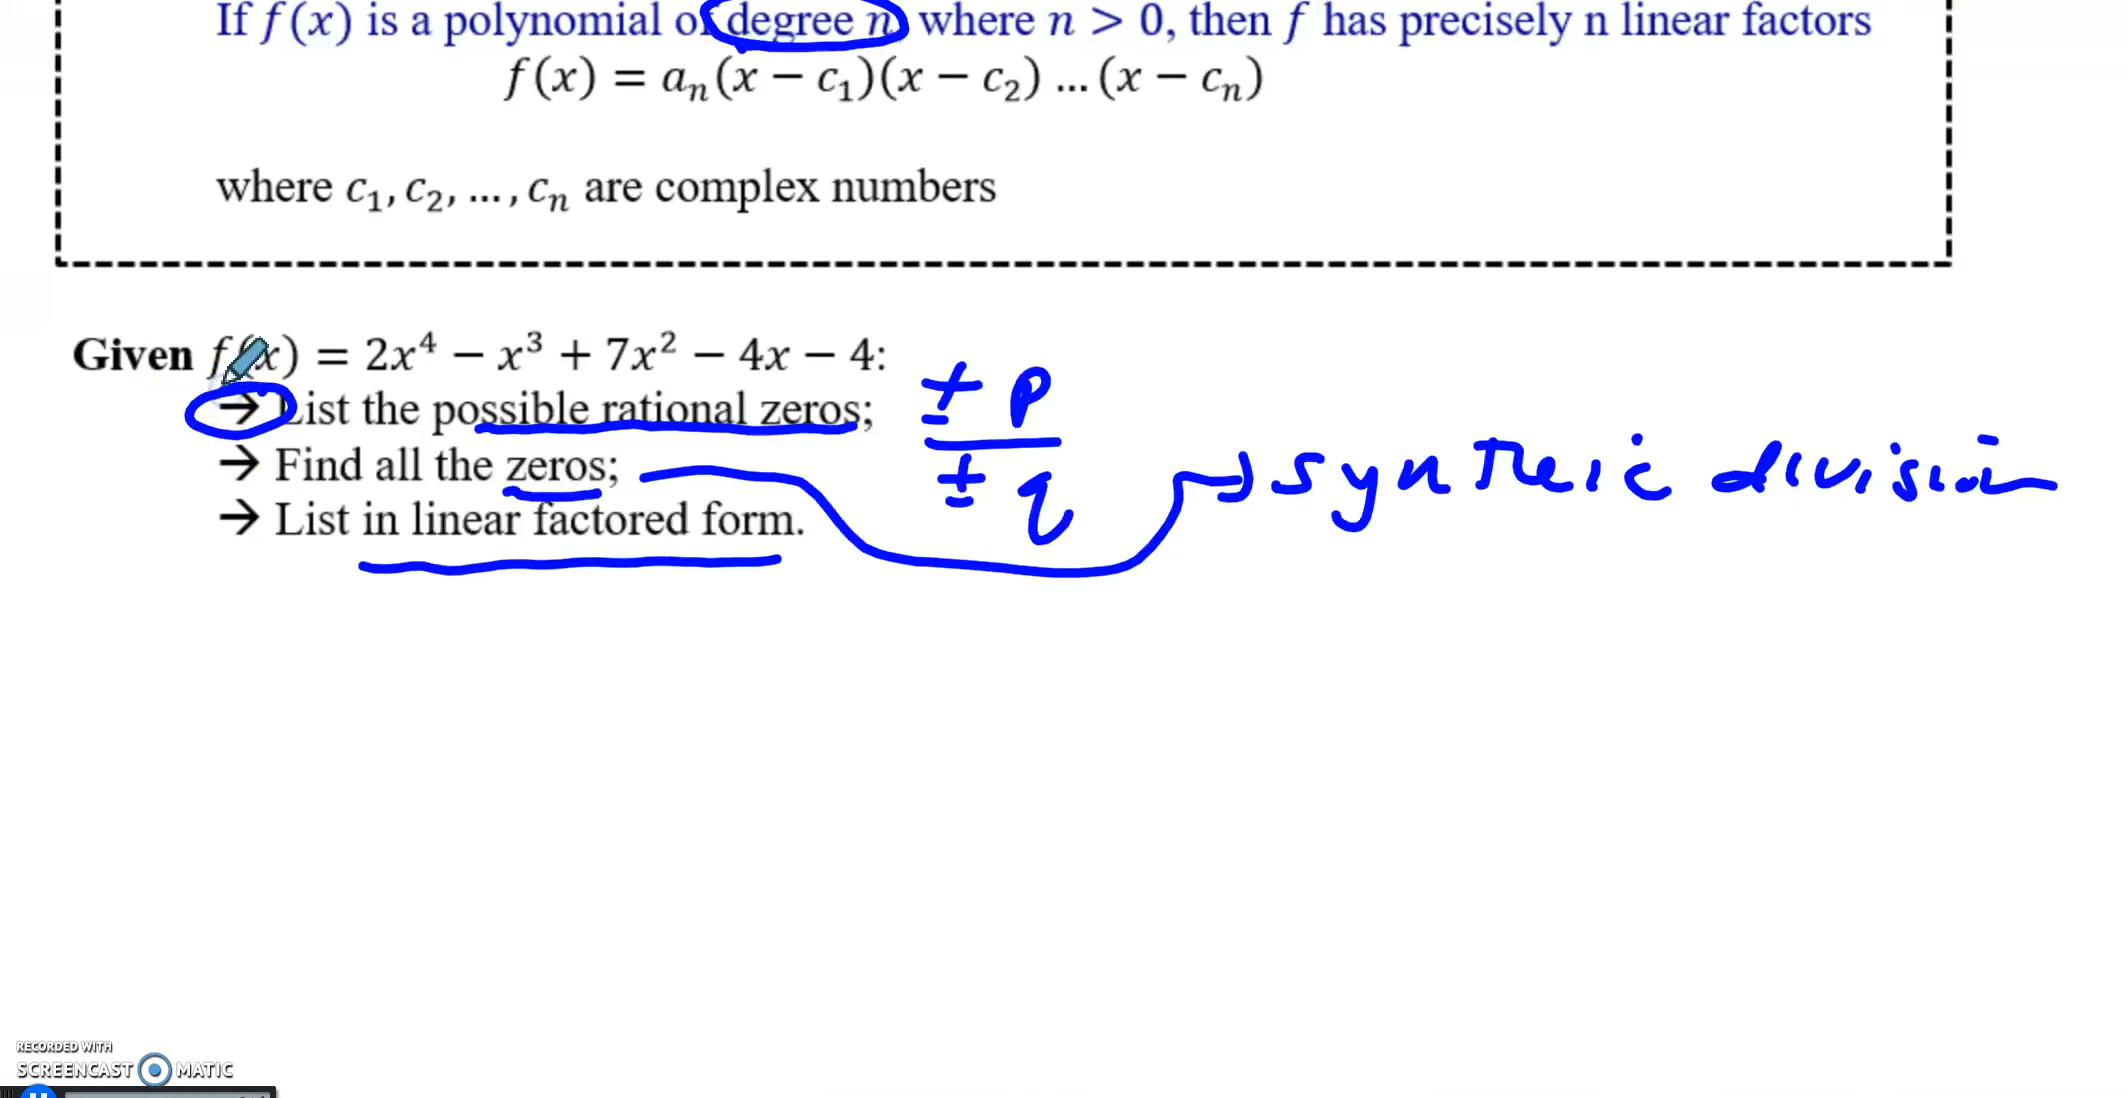 If f(x) is a polynomial of degree n, where n > 0, then f has precisely n linear factors
f(x) = aₙ(x − c₁)(x − c₂) ... (x − cₙ)
where c₁, c₂, ... , cₙ are complex numbers
Given f(x) = 2x⁴ − x³ + 7x² − 4x − 4:
→ List the possible rational zeros;
± p
± q
→ Find all the zeros;
→ synthetic division
→ List in linear factored form.
RECORDED WITH
SCREENCAST MATIC